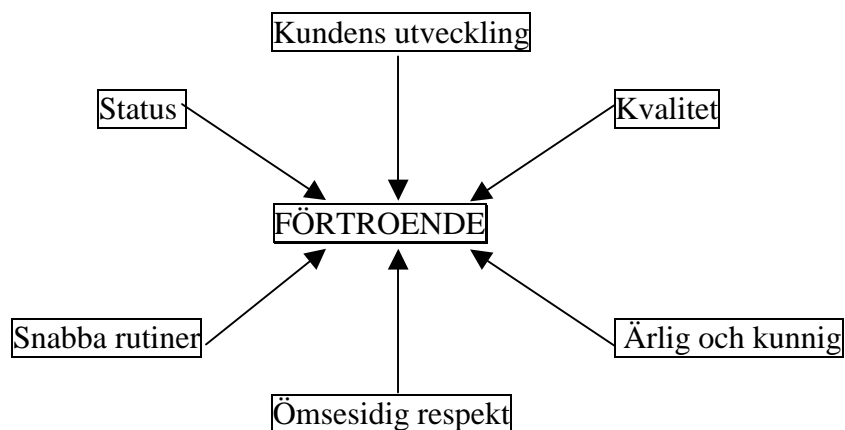 Kundens utveckling
Status
Kvalitet
FÖRTROENDE
Snabba rutiner
Ärlig och kunnig
Ömsesidig respekt